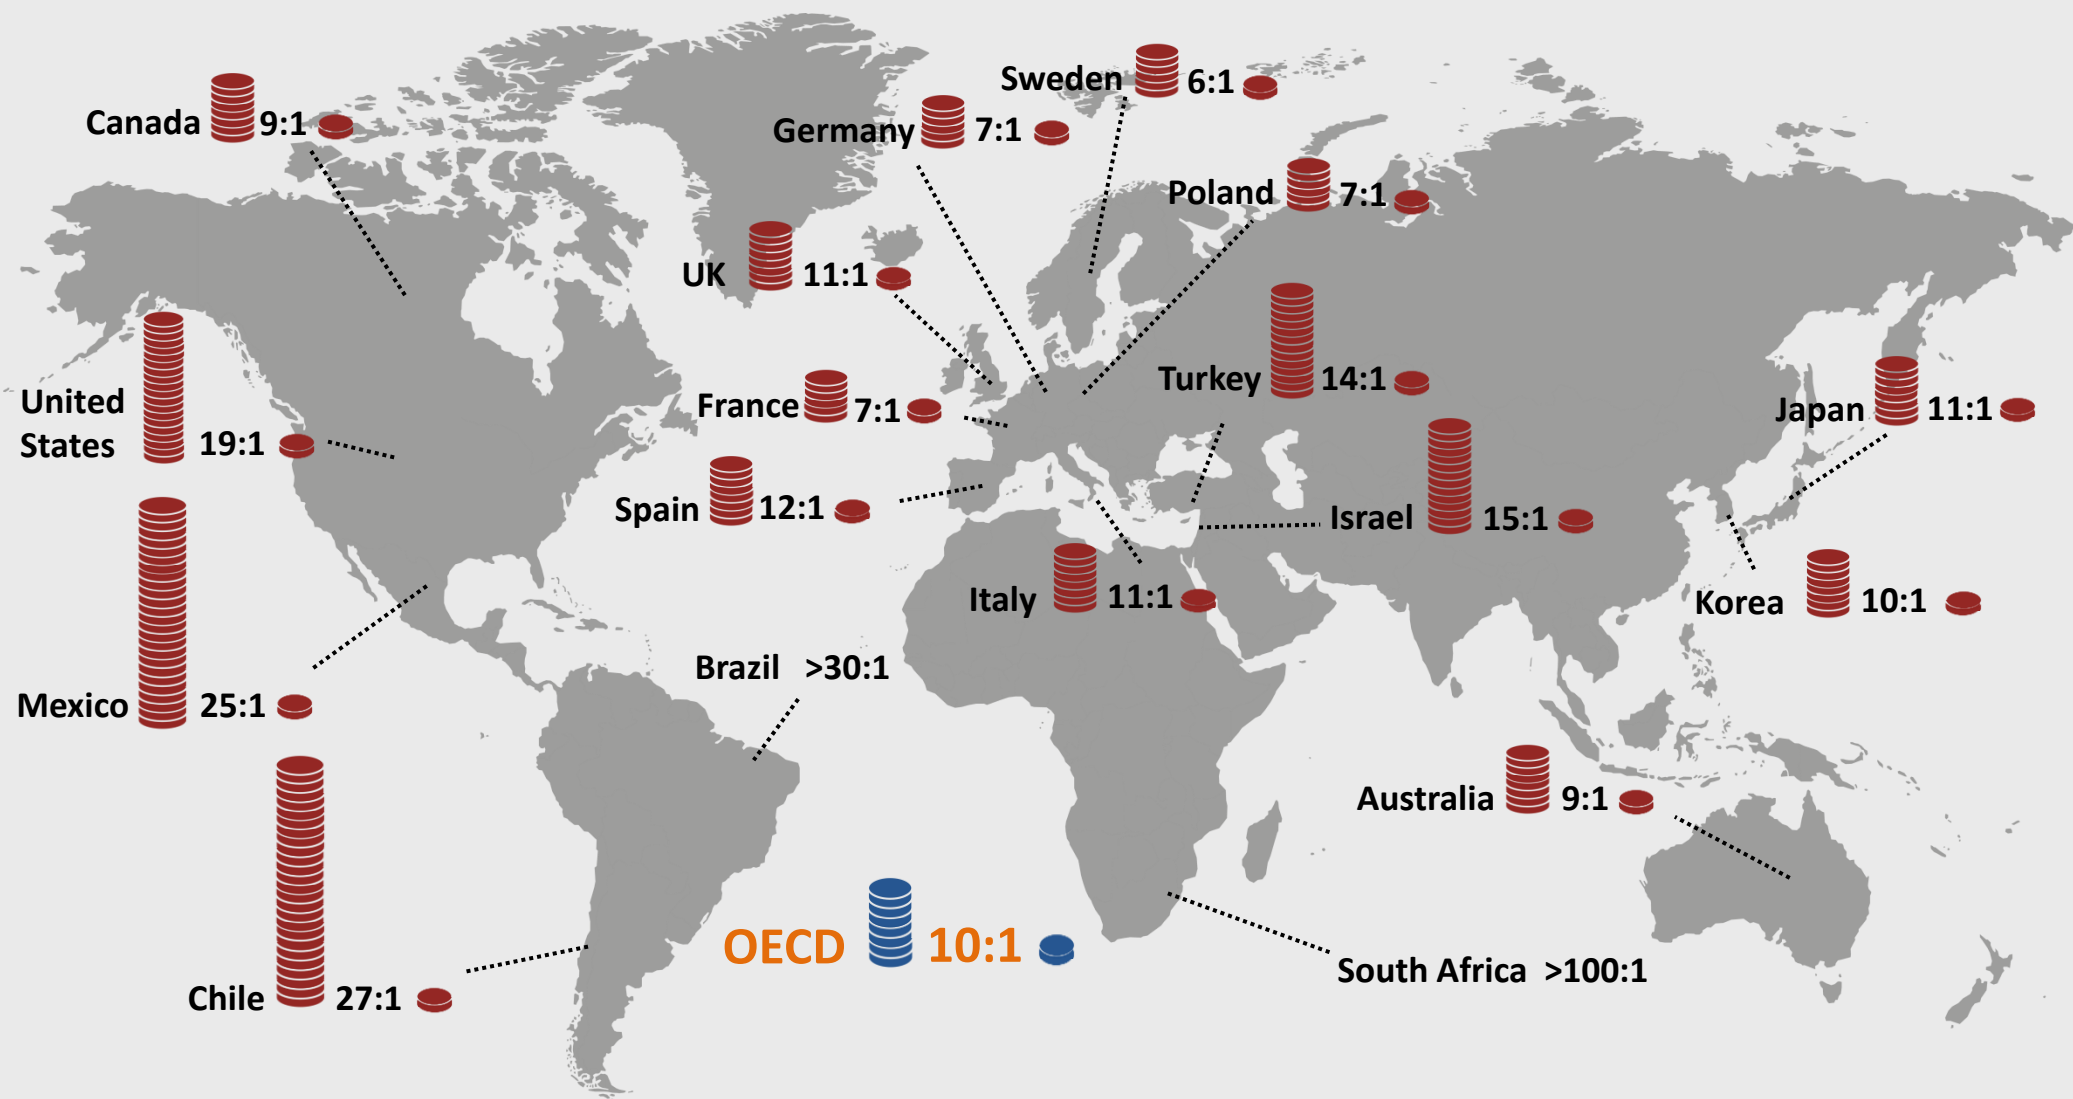 Sweden 6:1
Canada 9:1
Germany 7:1
Poland 7:1
UK 11:1
Turkey 14:1
United
States 19:1
France 7:1
Japan 11:1
Spain 12:1
Israel 15:1
Italy 11:1
Korea 10:1
Brazil >30:1
Mexico 25:1
Australia 9:1
OECD 10:1
South Africa >100:1
Chile 27:1